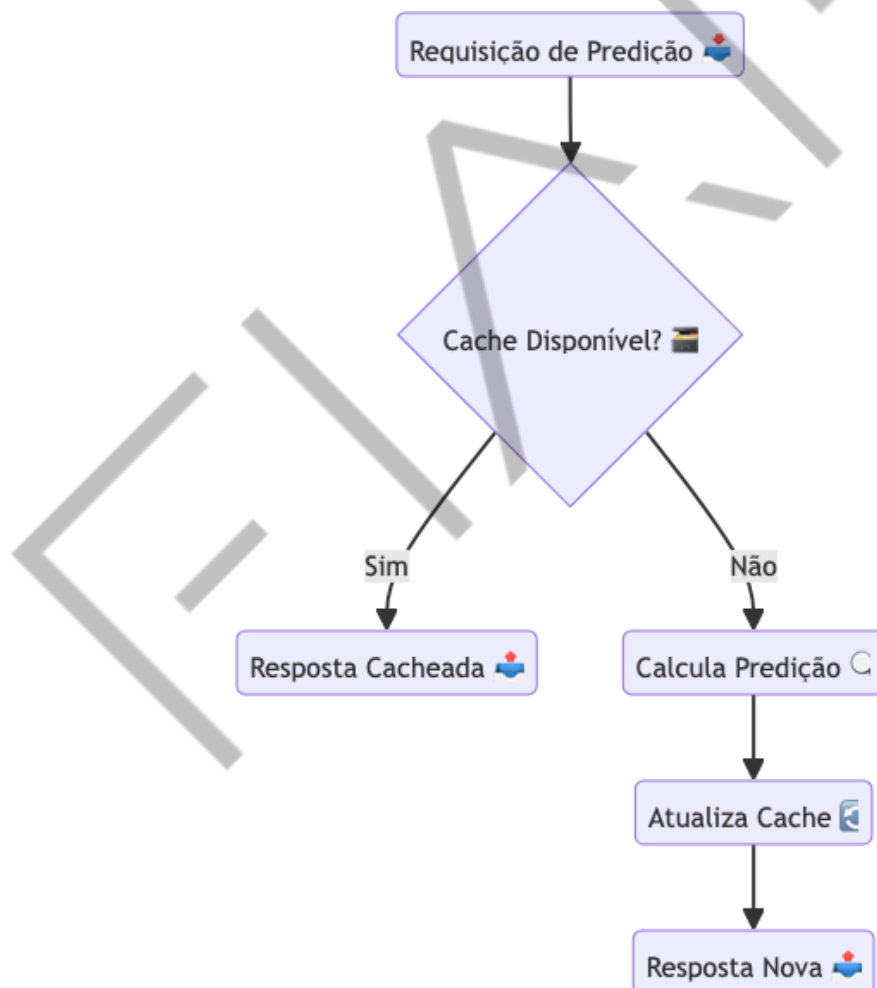 Requisição de Predição
Cache Disponível?
Sim
Não
Resposta Cacheada
Calcula Predição
Atualiza Cache
Resposta Nova